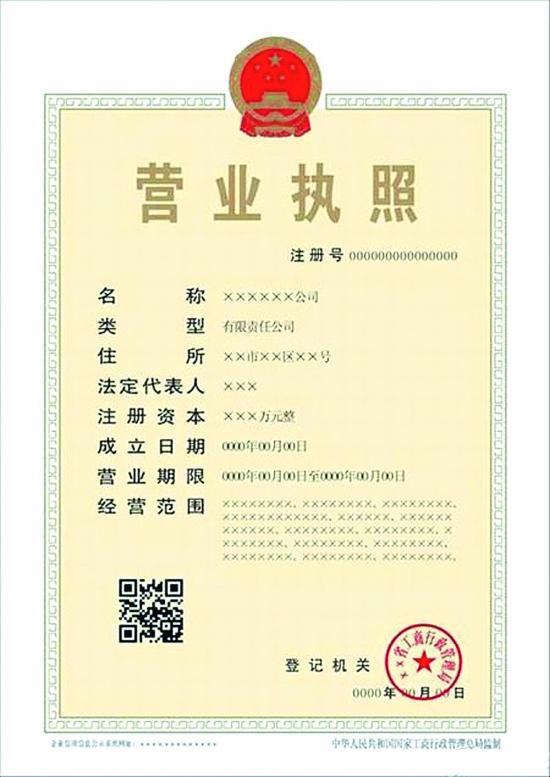 营业执照
注册号 000000000000000
名称 ××××××公司
类型 有限责任公司
住所 ××市××区××号
法定代表人 ×××
注册资本 ×××万元整
成立日期 0000年00月00日
营业期限 0000年00月00日至0000年00月00日
经营范围 ××××××××、××××××××、××××××××、
×××××××××××、××××××、××××××××、
××××××、××××××××、×××××××××、
××××××××、××××××××、××××××××、
××××××××、××××××××、××××××××。
××省工商行政管理局
登记机关
0000年00月00日
企业信用信息公示系统网址：××××××××××××
中华人民共和国国家工商行政管理总局监制